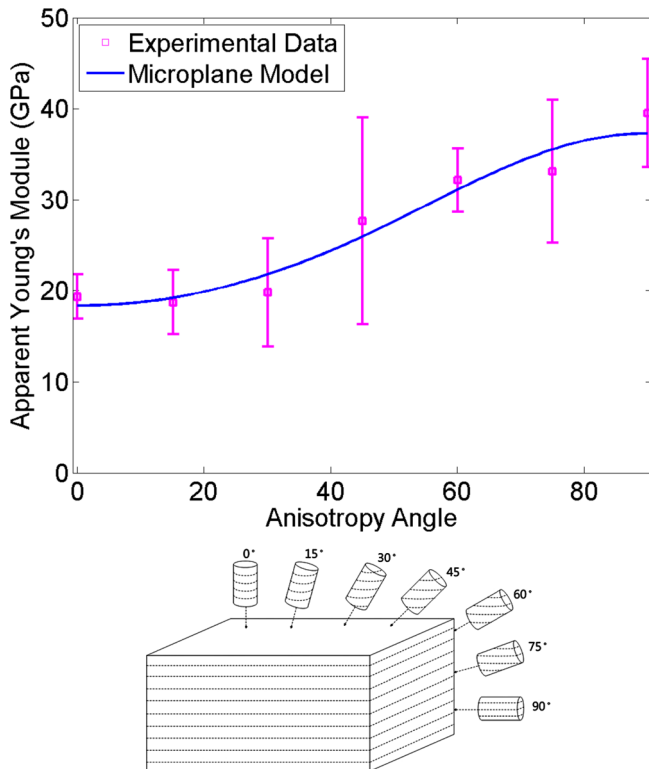 50
40
30
20
10
0
Apparent Young's Module (GPa)
Experimental Data
Microplane Model
0 20 40 60 80
Anisotropy Angle
0° 15° 30° 45° 60° 75° 90°